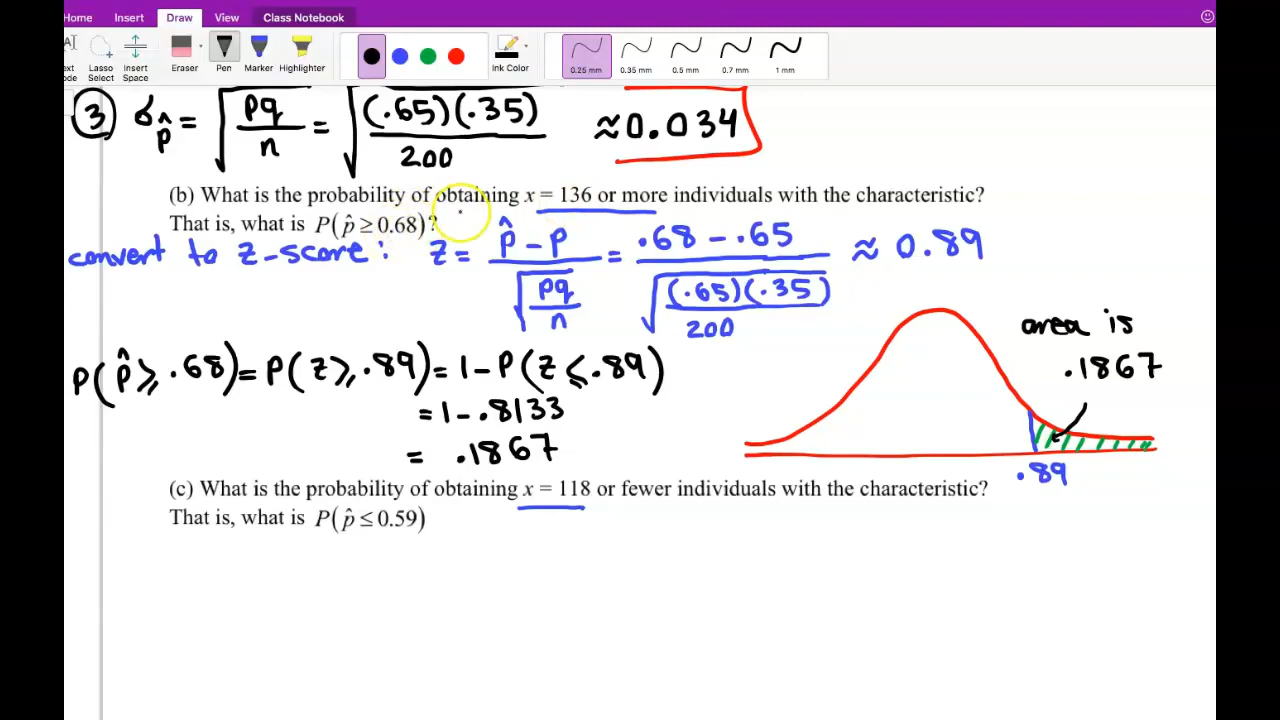 Home Insert Draw View Class Notebook
Lasso Select
Insert Space
Eraser
Pen
Marker
Highlighter
Ink Color
0.25 mm
0.35 mm
0.5 mm
0.7 mm
1 mm
3 σp̂ = √(pq/n) = √((.65)(.35)/200) ≈ 0.034
(b) What is the probability of obtaining x = 136 or more individuals with the characteristic?
That is, what is P(p̂ ≥ 0.68)?
convert to z-score: z = (p̂ - p)/√(pq/n) = (.68 - .65)/√((.65)(.35)/200) ≈ 0.89
area is
.1867
P(p̂ ≥ .68) = P(z ≥ .89) = 1 - P(z ≤ .89)
= 1 - .8133
= .1867
.89
(c) What is the probability of obtaining x = 118 or fewer individuals with the characteristic?
That is, what is P(p̂ ≤ 0.59)